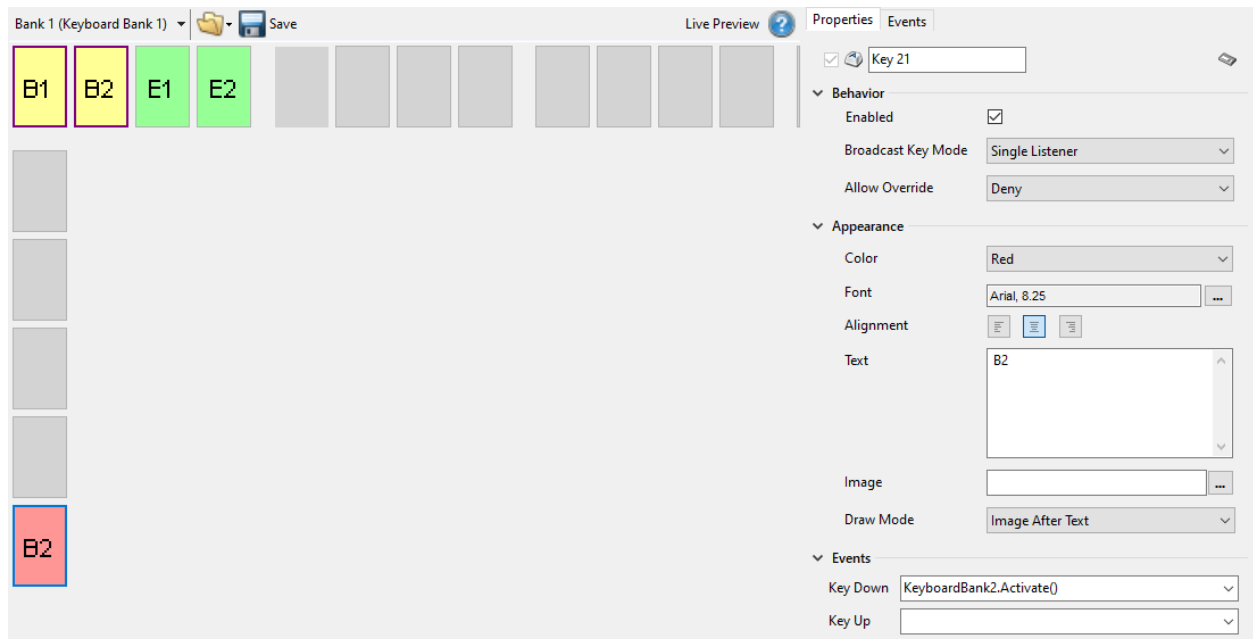 Bank 1 (Keyboard Bank 1) Save Live Preview
B1 B2 E1 E2
B2
Properties Events
Key 21
Behavior
Enabled
Broadcast Key Mode Single Listener
Allow Override Deny
Appearance
Color Red
Font Arial, 8.25 ...
Alignment
Text B2
Image ...
Draw Mode Image After Text
Events
Key Down KeyboardBank2.Activate()
Key Up